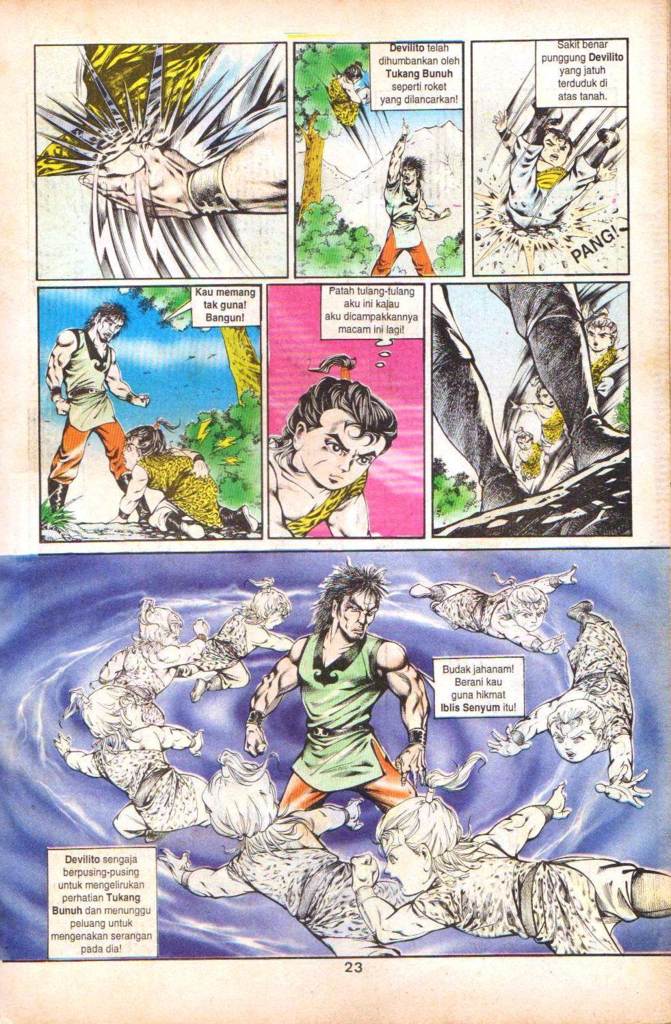 Devilito telah
dihumbankan oleh
Tukang Bunuh
seperti roket
yang dilancarkan!
Sakit benar
punggung Devilito
yang jatuh
terduduk di
atas tanah.
PANG!
Kau memang
tak guna!
Bangun!
Patah tulang-tulang
aku ini kalau
aku dicampakkannya
macam ini lagi!
Budak jahanam!
Berani kau
guna hikmat
Iblis Senyum itu!
Devilito sengaja
berpusing-pusing
untuk mengelirukan
perhatian Tukang
Bunuh dan menunggu
peluang untuk
mengenakan serangan
pada dia!
23